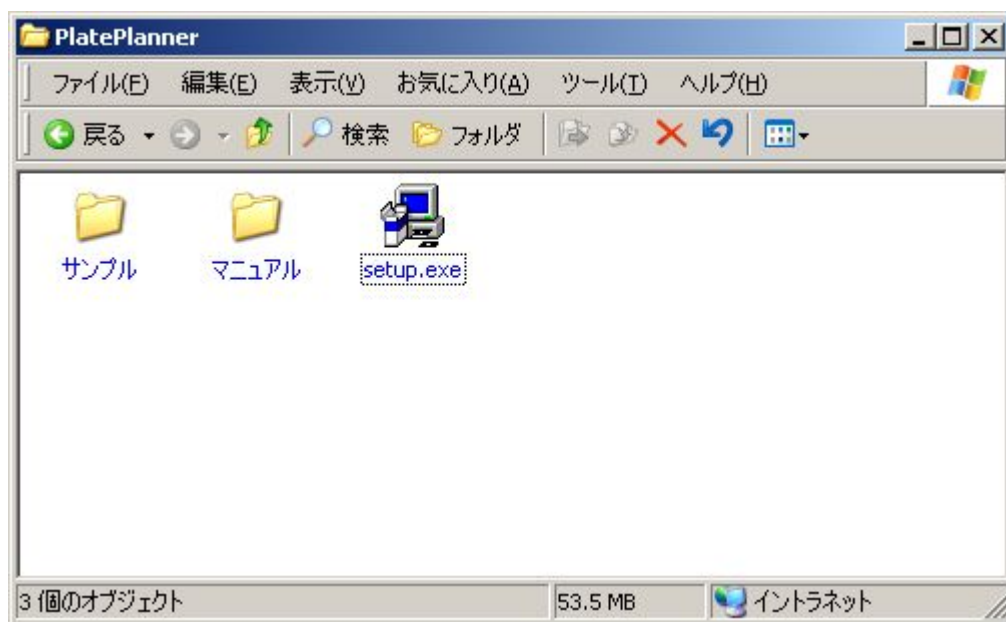 PlatePlanner
ファイル(F) 編集(E) 表示(V) お気に入り(A) ツール(T) ヘルプ(H)
戻る 検索 フォルダ
サンプル マニュアル setup.exe
3 個のオブジェクト 53.5 MB イントラネット